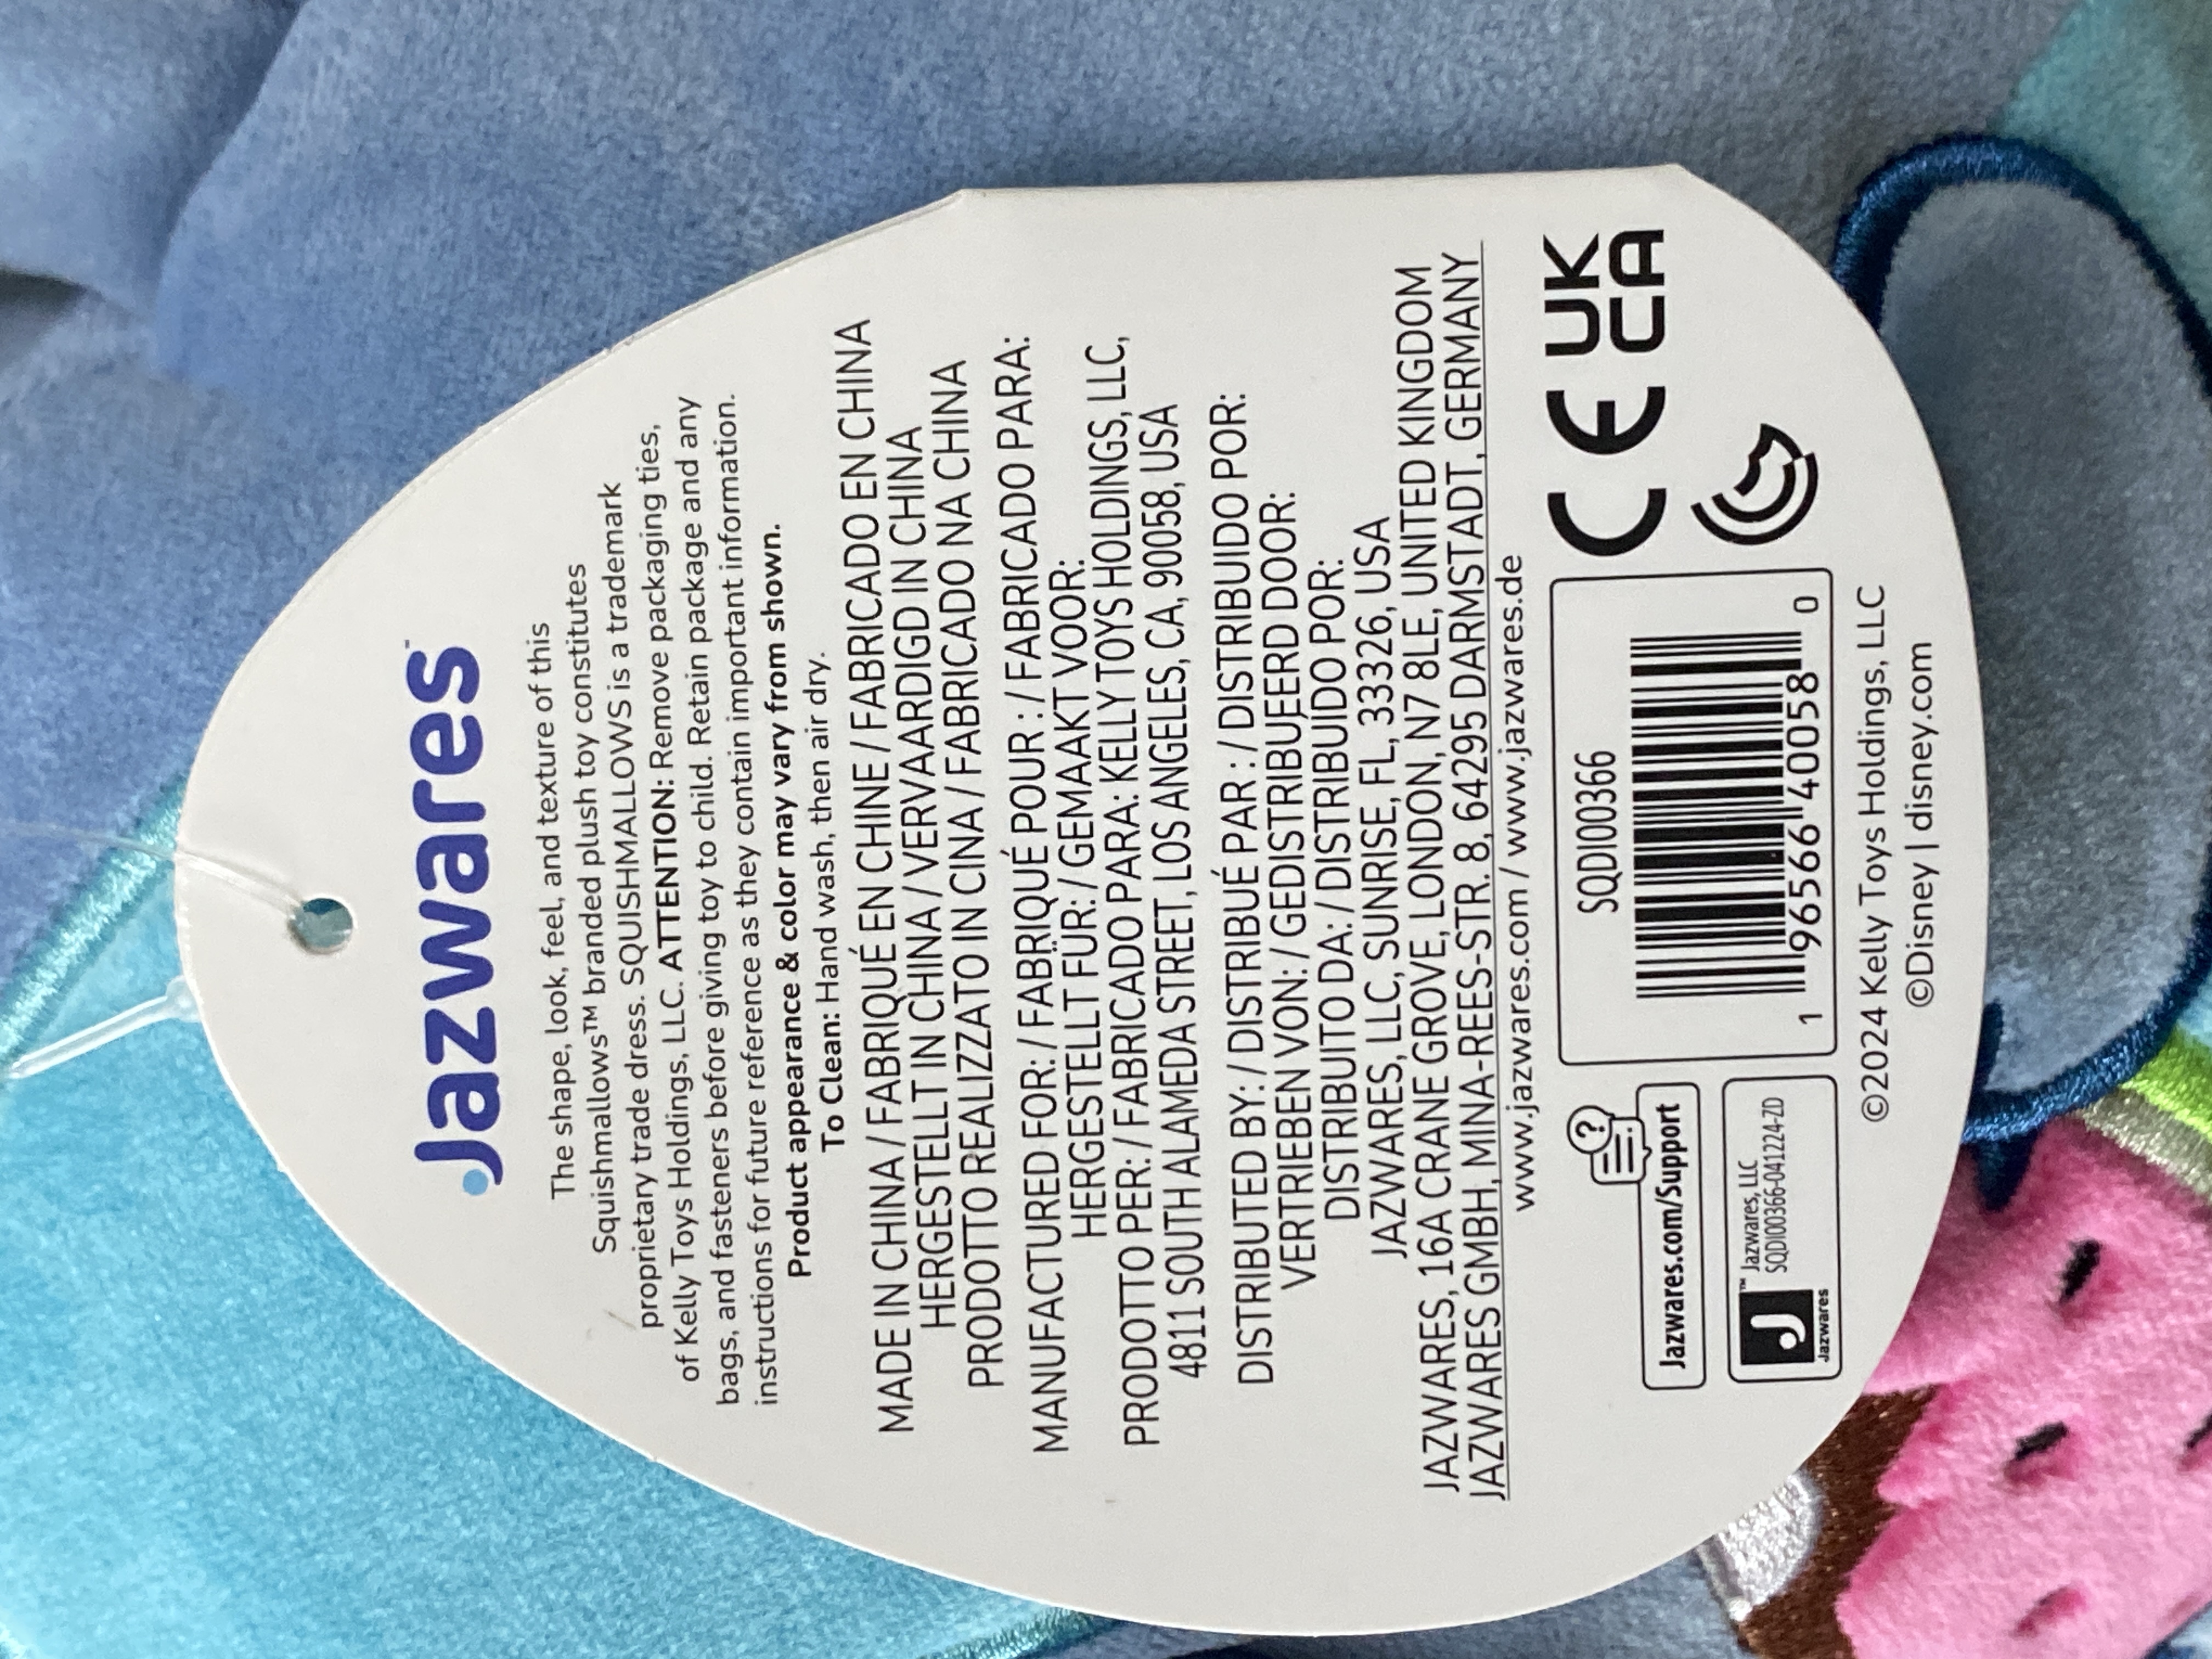 Jazwares™
The shape, look, feel, and texture of this
Squishmallows™ branded plush toy constitutes
proprietary trade dress. SQUISHMALLOWS is a trademark
of Kelly Toys Holdings, LLC. ATTENTION: Remove packaging ties,
bags, and fasteners before giving toy to child. Retain package and any
instructions for future reference as they contain important information.
Product appearance & color may vary from shown.
To Clean: Hand wash, then air dry.
MADE IN CHINA / FABRIQUÉ EN CHINE / FABRICADO EN CHINA
HERGESTELLT IN CHINA / VERVAARDIGD IN CHINA
PRODOTTO REALIZZATO IN CINA / FABRICADO NA CHINA
MANUFACTURED FOR: / FABRIQUÉ POUR : / FABRICADO PARA:
HERGESTELLT FÜR: / GEMAAKT VOOR:
PRODOTTO PER: / FABRICADO PARA: KELLY TOYS HOLDINGS, LLC,
4811 SOUTH ALAMEDA STREET, LOS ANGELES, CA, 90058, USA
DISTRIBUTED BY: / DISTRIBUÉ PAR : / DISTRIBUIDO POR:
VERTRIEBEN VON: / GEDISTRIBUEERD DOOR:
DISTRIBUITO DA: / DISTRIBUÍDO POR:
JAZWARES, LLC, SUNRISE, FL, 33326, USA
JAZWARES, 16A CRANE GROVE, LONDON, N7 8LE, UNITED KINGDOM
JAZWARES GMBH, MINA-REES-STR. 8, 64295 DARMSTADT, GERMANY
www.jazwares.com / www.jazwares.de
Jazwares.com/Support
J™
Jazwares
Jazwares, LLC
SQDI00366-041224-ZD
SQDI00366
1 96566 40058 0
CE
UK
CA
©2024 Kelly Toys Holdings, LLC
©Disney | disney.com